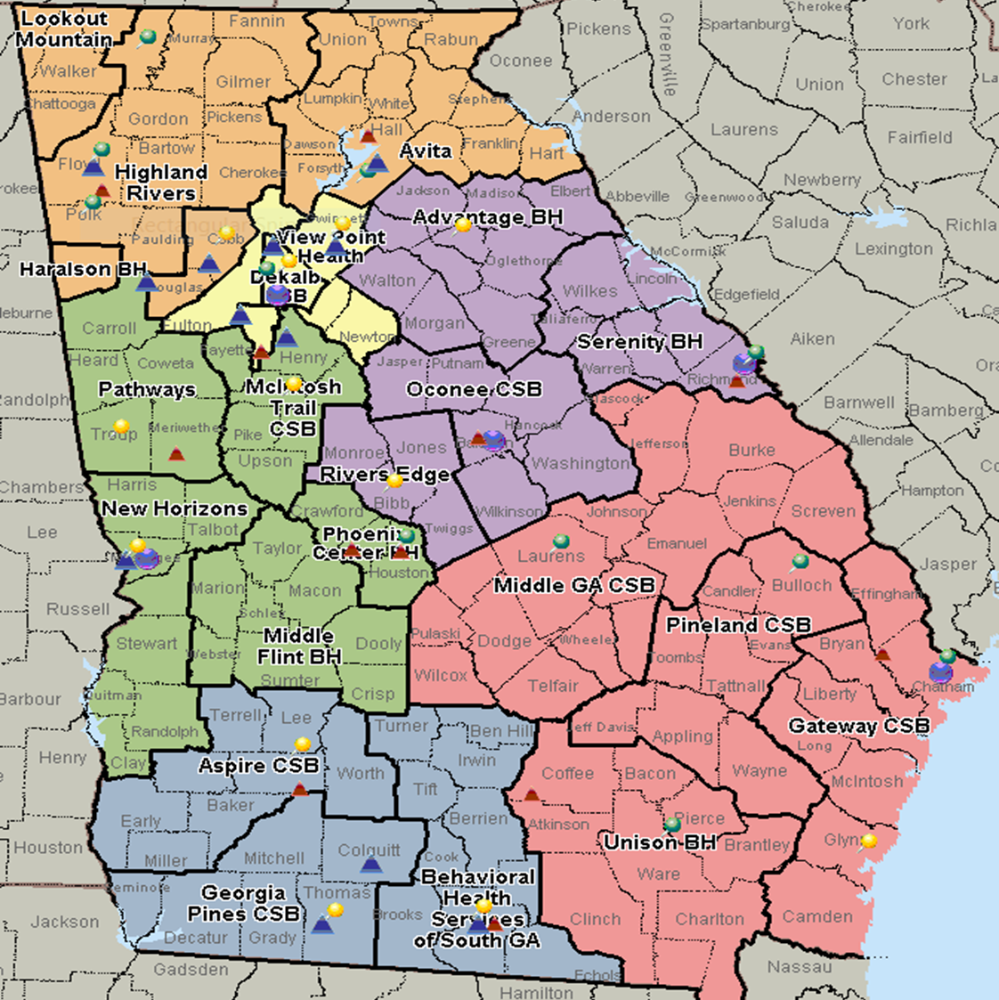 Cherokee
Lookout
Mountain
Fannin
Towns
Union
Rabun
Murray
Pickens
Greenville
Spartanburg
York
Oconee
Walker
Gilmer
Union
Chester
Chattooga
Gordon
Pickens
Lumpkin
White
Stephens
Anderson
Laurens
Fairfield
Hall
Dawson
Bartow
Avita
Franklin
Hart
Floyd
Highland
Rivers
Cherokee
Forsyth
Newberry
Polk
Jackson
Madison
Elbert
Abbeville
Greenwood
Advantage BH
Saluda
Richla
Gwinnett
Paulding
Cobb
View Point
Health
Oglethorpe
McCormick
Lexington
Haralson BH
Douglas
Dekalb
SB
Walton
Wilkes
Lincoln
Edgefield
leburne
Carroll
Fulton
Newton
Morgan
Greene
Taliaferro
Serenity BH
Aiken
Heard
Coweta
Fayette
Henry
Jasper
Putnam
Warren
Richmond
Pathways
McIntosh
Trail
CSB
Oconee CSB
Glascock
Barnwell
Bamberg
Randolph
Troup
Meriwether
Pike
Upson
Monroe
Jones
Hancock
Baldwin
Washington
Jefferson
Burke
Allendale
Rivers Edge
Chambers
Harris
New Horizons
Talbot
Crawford
Bibb
Twiggs
Wilkinson
Johnson
Jenkins
Screven
Hampton
Lee
Taylor
Phoenix
Center BH
Houston
Laurens
Emanuel
Jasper
Marion
Macon
Middle GA CSB
Candler
Bulloch
Effingham
Russell
Schley
Pineland CSB
Stewart
Webster
Middle
Flint BH
Dooly
Pulaski
Dodge
Wheeler
Toombs
Evans
Bryan
Sumter
Crisp
Wilcox
Telfair
Tattnall
Liberty
Chatham
Barbour
Quitman
Randolph
Terrell
Lee
Turner
Ben Hill
Jeff Davis
Appling
Gateway CSB
Long
Henry
Clay
Aspire CSB
Worth
Irwin
Tift
Coffee
Bacon
Wayne
McIntosh
Early
Baker
Berrien
Atkinson
Pierce
Unison BH
Brantley
Glynn
Houston
Miller
Mitchell
Colquitt
Cook
Ware
Seminole
Georgia
Pines CSB
Thomas
Behavioral
Health
Services
of South GA
Brooks
Clinch
Charlton
Camden
Jackson
Decatur
Grady
Echols
Gadsden
Hamilton
Nassau